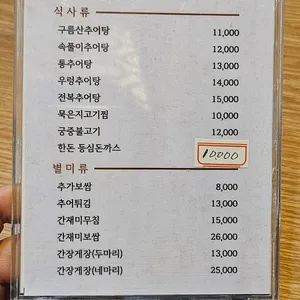 식 사 류
구름산추어탕 11,000
속풀이추어탕 12,000
통추어탕 13,000
우렁추어탕 14,000
전복추어탕 15,000
묵은지고기찜 10,000
궁중불고기 12,000
한돈 등심돈까스 10,000
별 미 류
추가보쌈 8,000
추어튀김 13,000
간재미무침 15,000
간재미보쌈 26,000
간장게장(두마리) 13,000
간장게장(네마리) 25,000